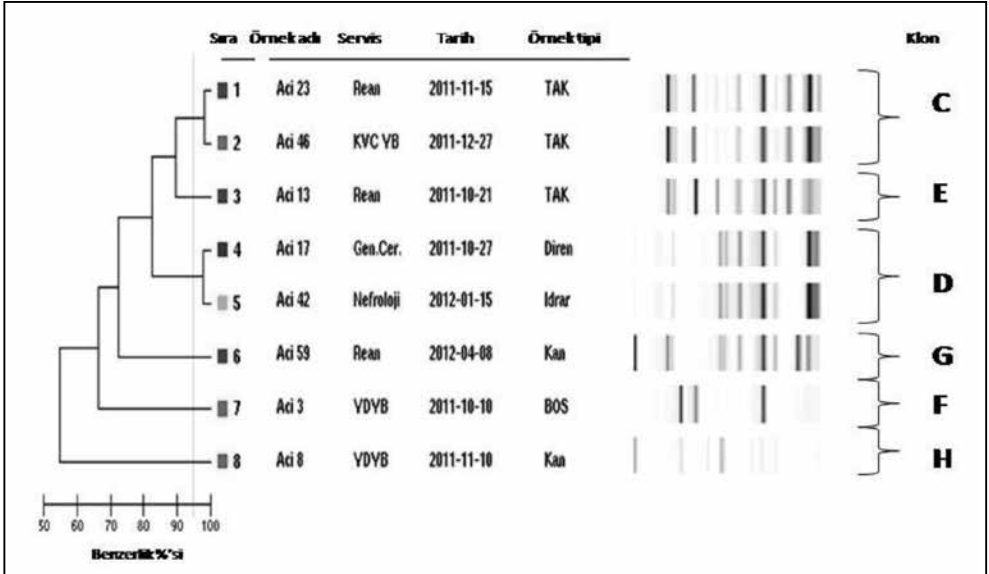 Sıra Örnek adı Servis Tarih Örnek tipi Klon
1 Aci 23 Rean 2011-11-15 TAK C
2 Aci 46 KVC YB 2011-12-27 TAK
3 Aci 13 Rean 2011-10-21 TAK E
4 Aci 17 Gen.Cer. 2011-10-27 Diren D
5 Aci 42 Nefroloji 2012-01-15 Idrar
6 Aci 59 Rean 2012-04-08 Kan G
7 Aci 3 YDYB 2011-10-10 BOS F
8 Aci 8 YDYB 2011-11-10 Kan H
50 60 70 80 90 100
Benzerlik%'si